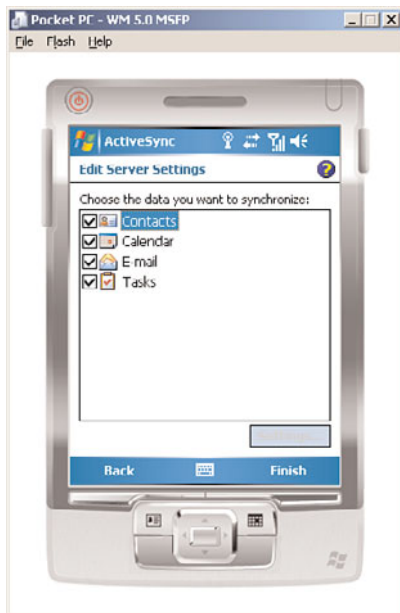 Pocket PC - WM 5.0 MSFP
File Flash Help
ActiveSync
Edit Server Settings
Choose the data you want to synchronize:
Contacts
Calendar
E-mail
Tasks
Back Finish